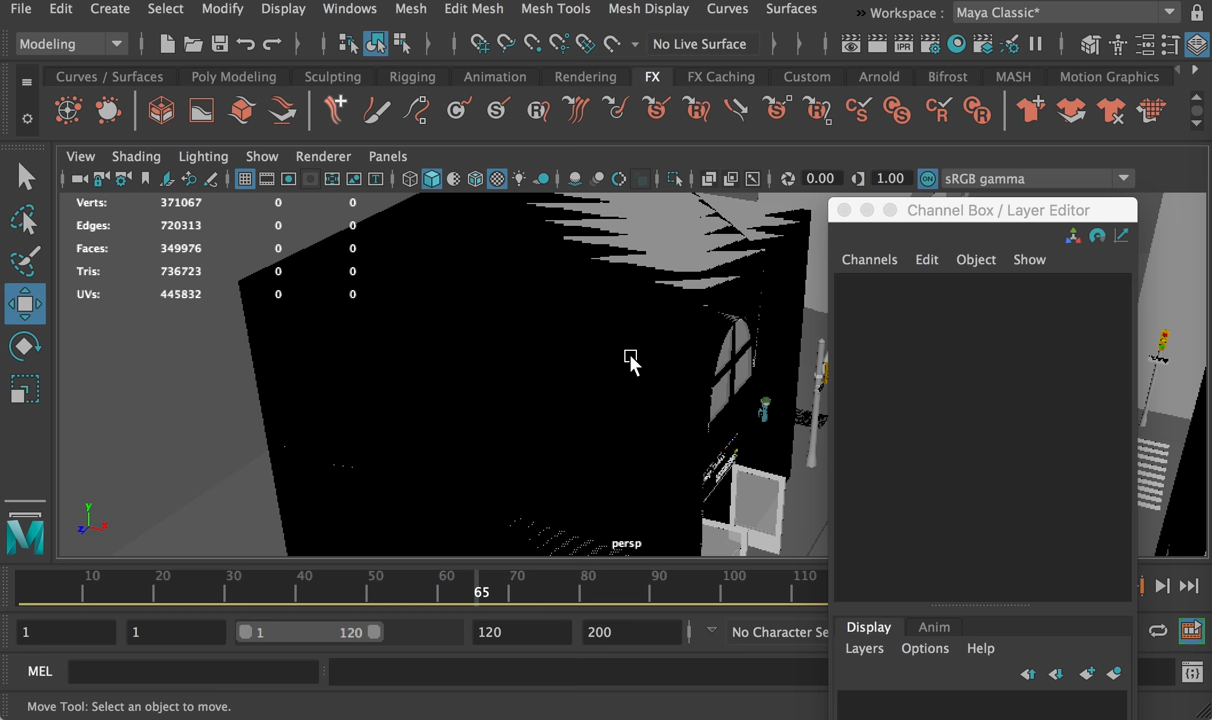 File Edit Create Select Modify Display Windows Mesh Edit Mesh Mesh Tools Mesh Display Curves Surfaces » Workspace : Maya Classic*
Modeling No Live Surface IPR
Curves / Surfaces Poly Modeling Sculpting Rigging Animation Rendering FX FX Caching Custom Arnold Bifrost MASH Motion Graphics
View Shading Lighting Show Renderer Panels
0.00 1.00 ON sRGB gamma
Verts: 371067 0 0
Edges: 720313 0 0
Faces: 349976 0 0
Tris: 736723 0 0
UVs: 445832 0 0
Channel Box / Layer Editor
Channels Edit Object Show
y
z x
persp
10 20 30 40 50 60 70 80 90 100 110
65
1 1 1 120 120 200 No Character Se
Display Anim
Layers Options Help
MEL
Move Tool: Select an object to move.